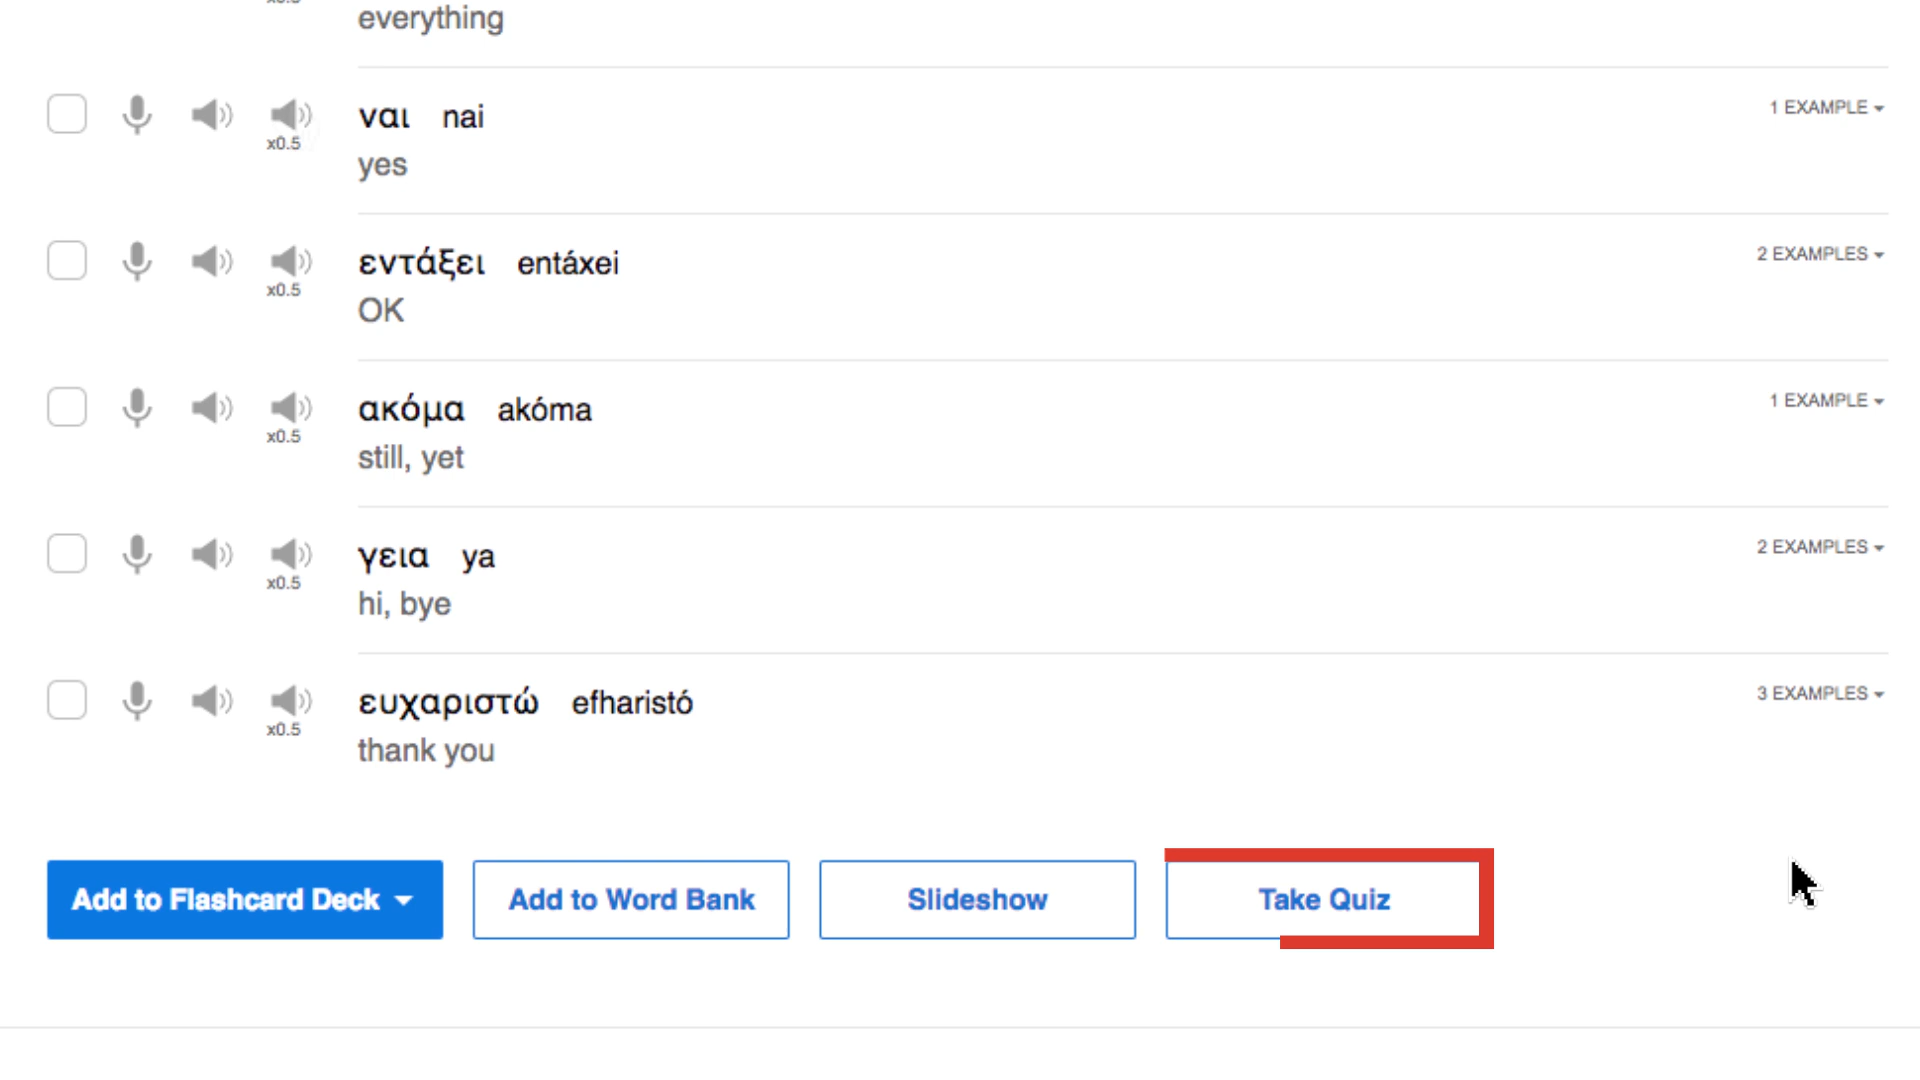 everything
ναι nai 1 EXAMPLE
x0.5
yes
εντάξει entáxei 2 EXAMPLES
x0.5
OK
ακόμα akóma 1 EXAMPLE
x0.5
still, yet
γεια ya 2 EXAMPLES
x0.5
hi, bye
ευχαριστώ efharistó 3 EXAMPLES
x0.5
thank you
Add to Flashcard Deck Add to Word Bank Slideshow Take Quiz